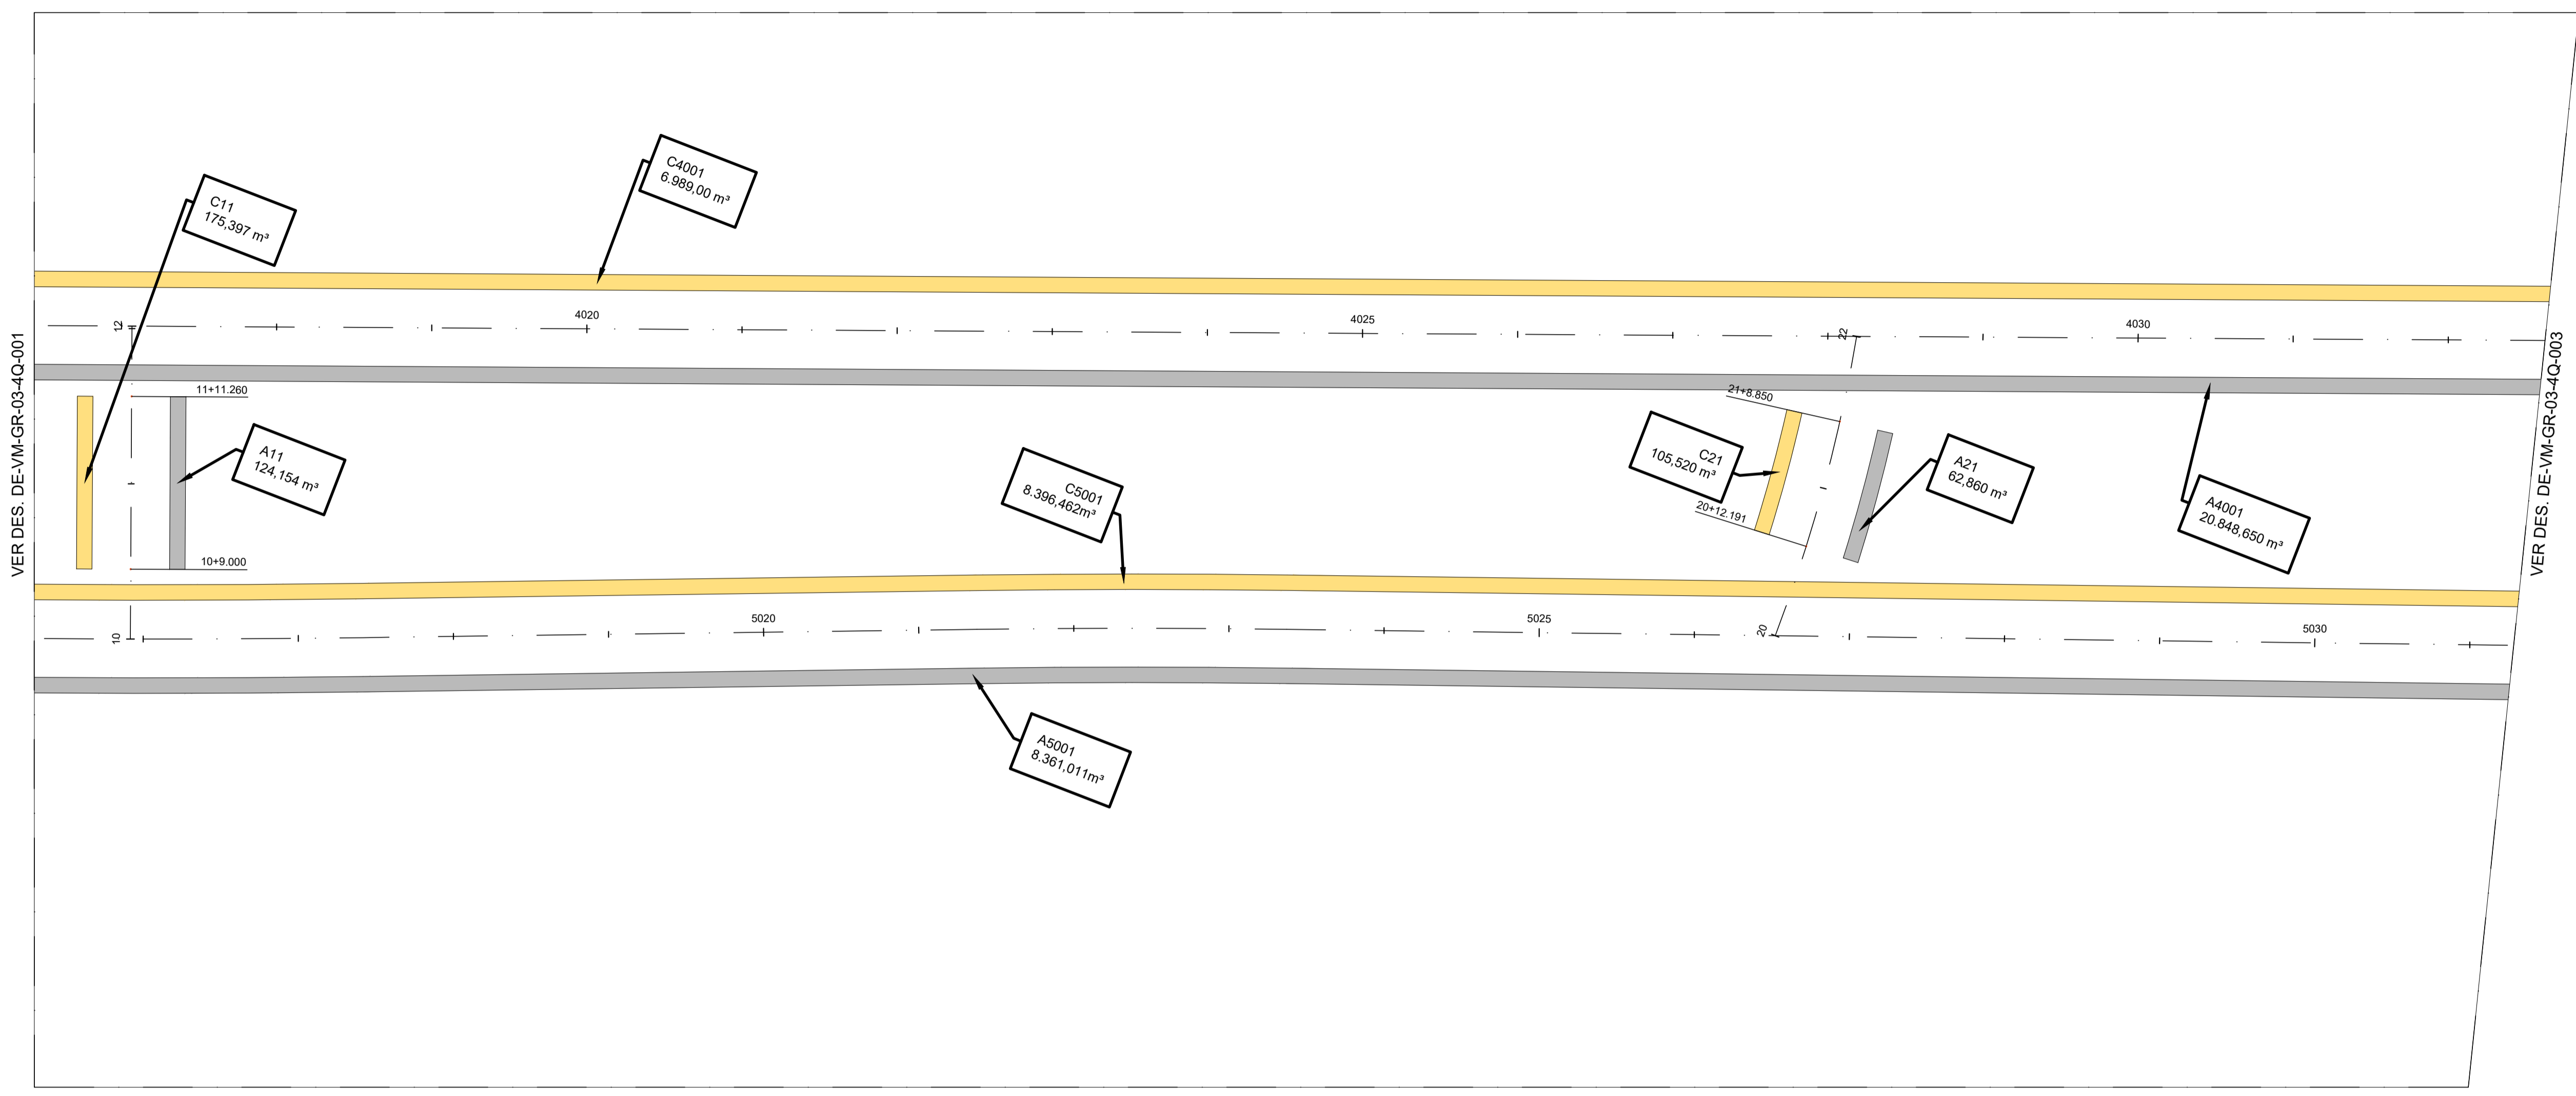 C4001
6.989,00 m³
C11
175,397 m³
4020
4025
4030
12
22
VER DES. DE-VM-GR-03-4Q-001
VER DES. DE-VM-GR-03-4Q-003
11+11.260
21+8.850
A11
124,154 m³
C5001
8.396,462m³
C21
105,520 m³
A21
62,860 m³
A4001
20.848,650 m³
20+12.191
10+9.000
5020
5025
5030
10
20
A5001
8.361,011m³